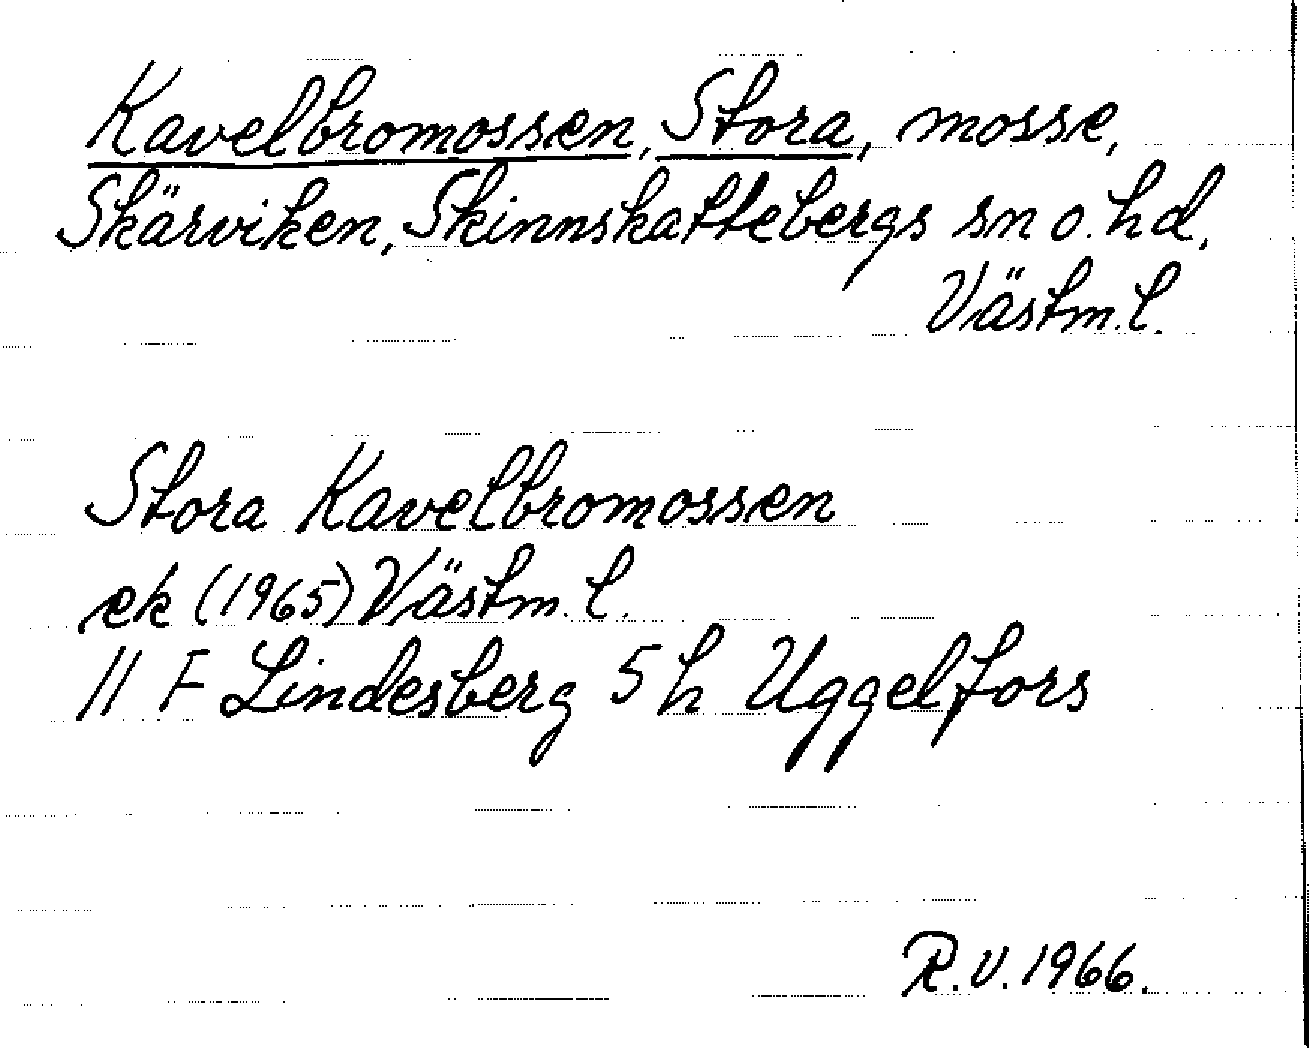 Kavelbromossen, Stora, mosse,
Skärviken, Skinnskattebergs sn o. hd,
Västm. l.
Stora Kavelbromossen
ek (1965) Västm. l.
11 F Lindesberg 5 h Uggelfors
R.V. 1966.